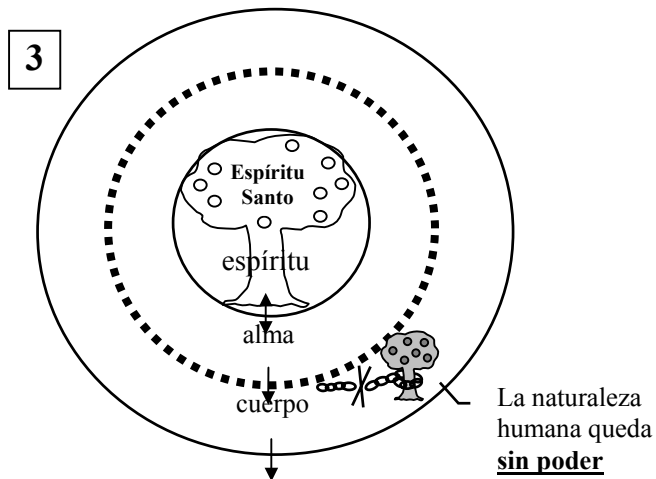 3
Espíritu
Santo
espíritu
alma
cuerpo
La naturaleza
humana queda
sin poder